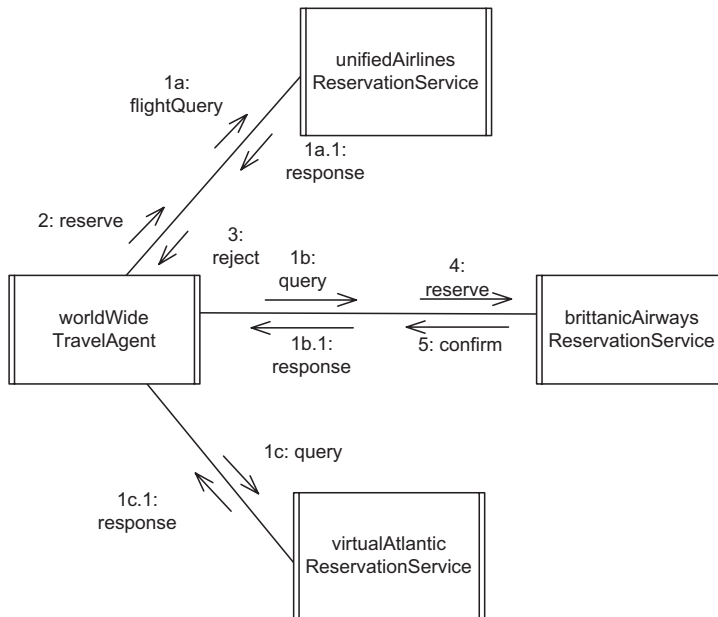 unifiedAirlines
ReservationService
1a:
flightQuery
1a.1:
response
2: reserve
3:
reject
1b:
query
4:
reserve
worldWide
TravelAgent
brittanicAirways
ReservationService
1b.1:
response
5: confirm
1c: query
1c.1:
response
virtualAtlantic
ReservationService